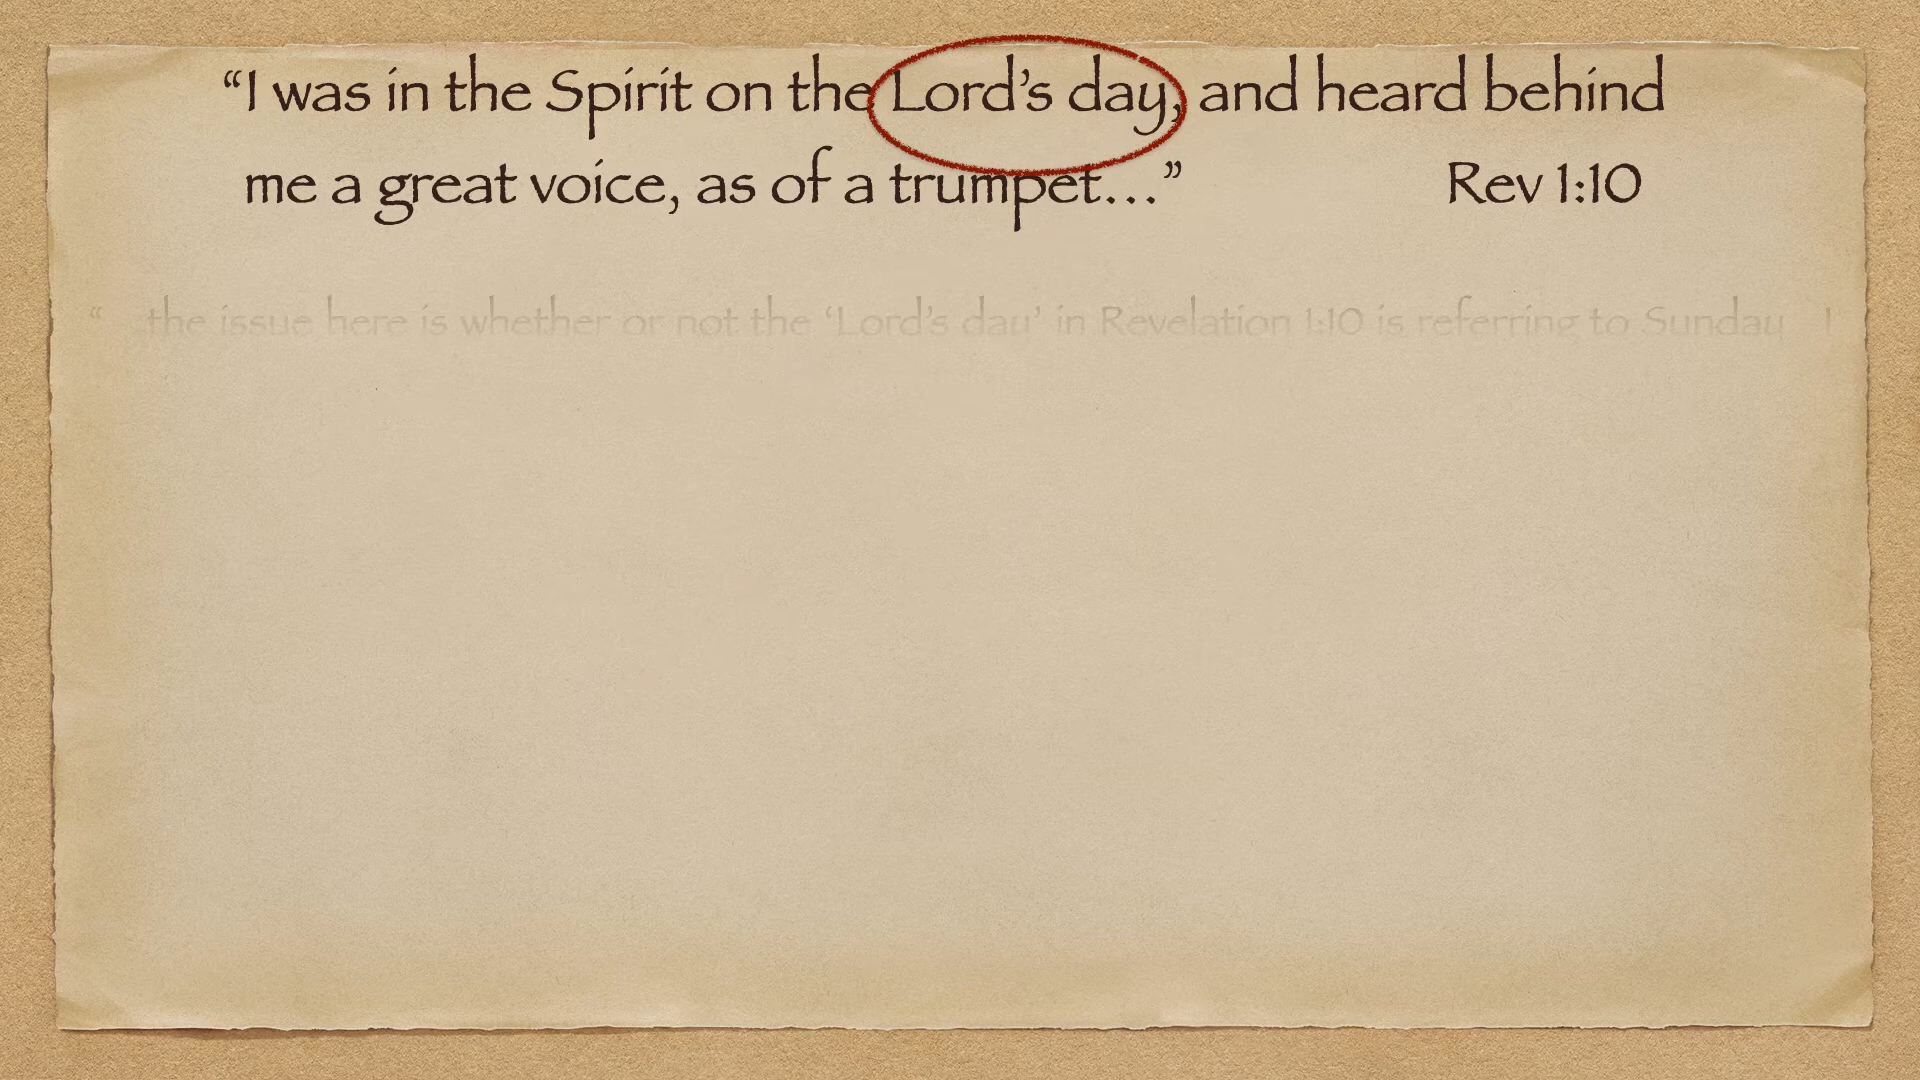 “I was in the Spirit on the Lord’s day, and heard behind
me a great voice, as of a trumpet…” Rev 1:10
“ the issue here is whether or not the ‘Lord’s day’ in Revelation 1:10 is referring to Sunday